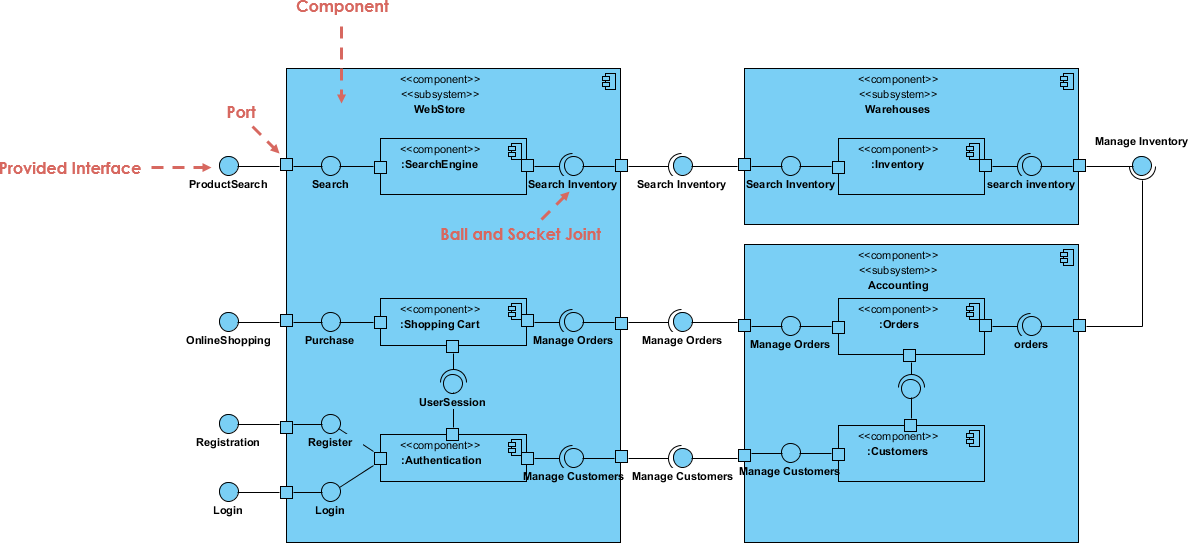 Component
Port
Provided Interface
ProductSearch
<<component>>
<<subsystem>>
WebStore
Search
<<component>>
:SearchEngine
Search Inventory
Ball and Socket Joint
Search Inventory
<<component>>
<<subsystem>>
Warehouses
Search Inventory
<<component>>
:Inventory
search inventory
Manage Inventory
OnlineShopping
Purchase
<<component>>
:Shopping Cart
Manage Orders
Manage Orders
<<component>>
<<subsystem>>
Accounting
Manage Orders
<<component>>
:Orders
orders
UserSession
Registration
Register
<<component>>
:Authentication
Manage Customers
Manage Customers
Manage Customers
<<component>>
:Customers
Login
Login